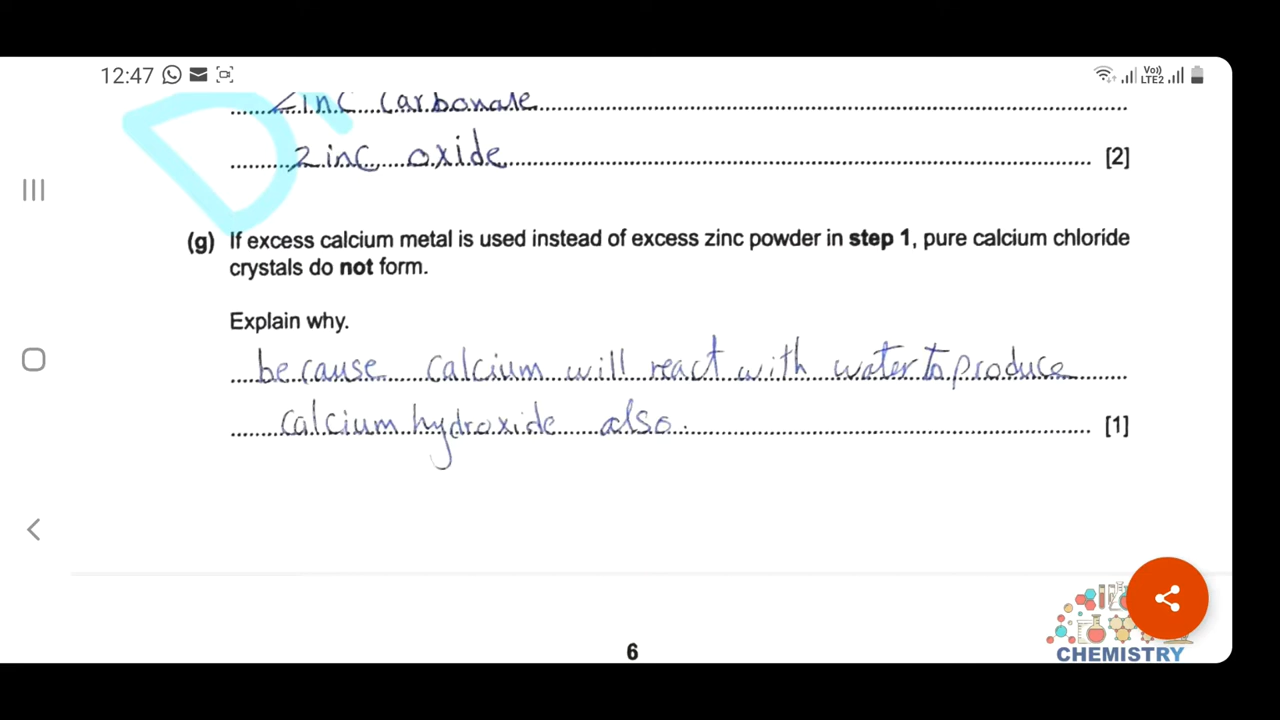 12:47
Vo)
LTE2
Zinc carbonate
Zinc oxide [2]
(g) If excess calcium metal is used instead of excess zinc powder in step 1, pure calcium chloride
crystals do not form.
Explain why.
because calcium will react with water to produce
calcium hydroxide also. [1]
6
CHEMISTRY